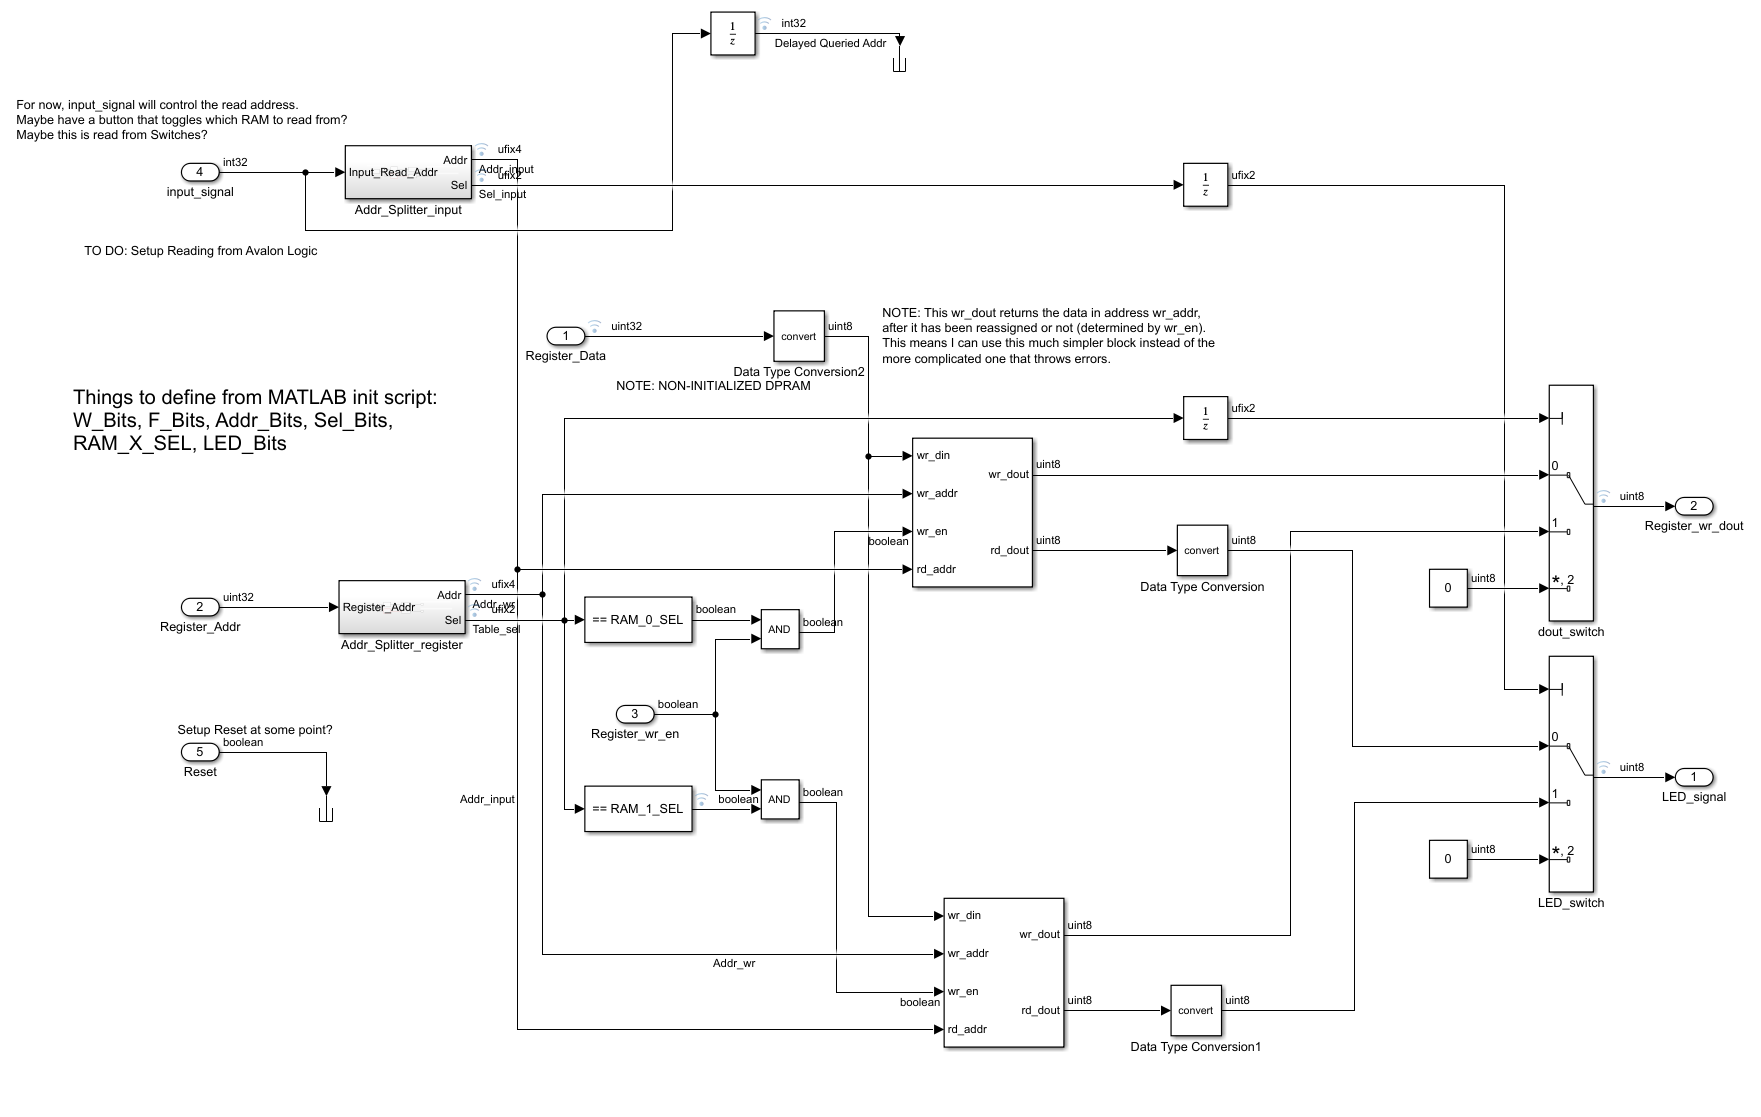 1
z
int32
Delayed Queried Addr
For now, input_signal will control the read address.
Maybe have a button that toggles which RAM to read from?
Maybe this is read from Switches?
4
int32
input_signal
Input_Read_Addr
Addr
Sel
Addr_Splitter_input
ufix4
Addr_input
ufix2
Sel_input
1
z
ufix2
TO DO: Setup Reading from Avalon Logic
1
uint32
Register_Data
convert
uint8
Data Type Conversion2
NOTE: NON-INITIALIZED DPRAM
NOTE: This wr_dout returns the data in address wr_addr,
after it has been reassigned or not (determined by wr_en).
This means I can use this much simpler block instead of the
more complicated one that throws errors.
Things to define from MATLAB init script:
W_Bits, F_Bits, Addr_Bits, Sel_Bits,
RAM_X_SEL, LED_Bits
1
z
ufix2
wr_din
wr_addr
wr_en
rd_addr
wr_dout
rd_dout
boolean
uint8
uint8
convert
uint8
Data Type Conversion
0
1
*, 2
0
uint8
dout_switch
uint8
2
Register_wr_dout
2
uint32
Register_Addr
Register_Addr
Addr
Sel
Addr_Splitter_register
ufix4
Addr_wr
ufix2
Table_sel
== RAM_0_SEL
boolean
AND
boolean
3
boolean
Register_wr_en
Setup Reset at some point?
5
boolean
Reset
Addr_input
== RAM_1_SEL
boolean
AND
boolean
0
1
*, 2
0
uint8
LED_switch
uint8
1
LED_signal
wr_din
wr_addr
wr_en
rd_addr
wr_dout
rd_dout
Addr_wr
boolean
uint8
uint8
convert
uint8
Data Type Conversion1